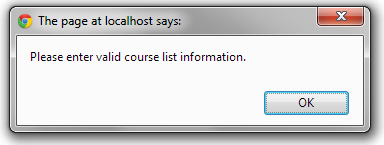 The page at localhost says:
Please enter valid course list information.
OK